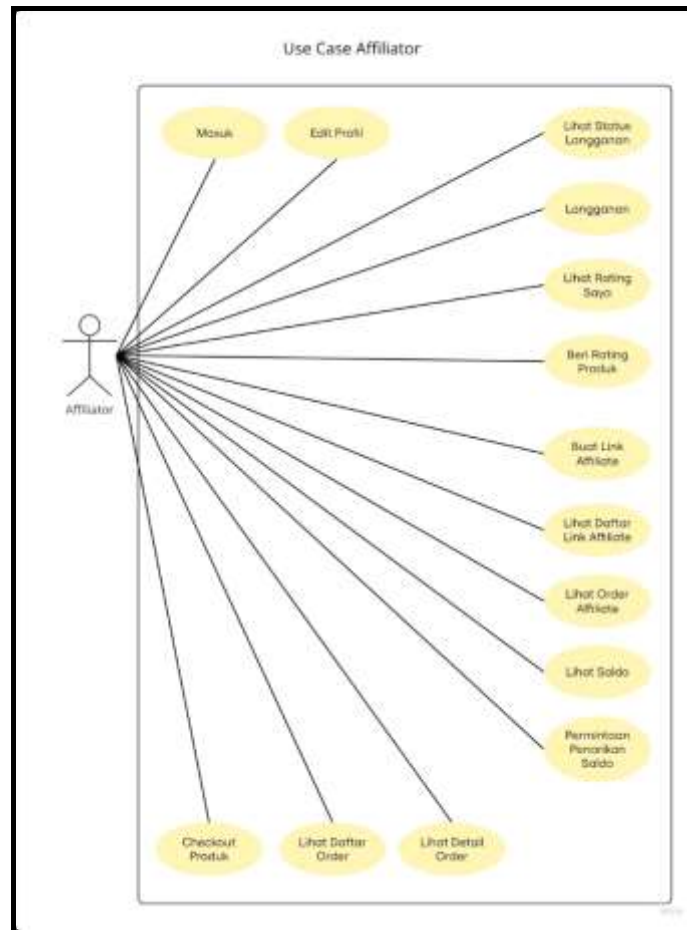 Use Case Affiliator
Masuk
Edit Profil
Lihat Status
Langganan
Langganan
Lihat Rating
Saya
Beri Rating
Produk
Affiliator
Buat Link
Affiliate
Lihat Daftar
Link Affiliate
Lihat Order
Affiliate
Lihat Saldo
Permintaan
Penarikan
Saldo
Checkout
Produk
Lihat Daftar
Order
Lihat Detail
Order